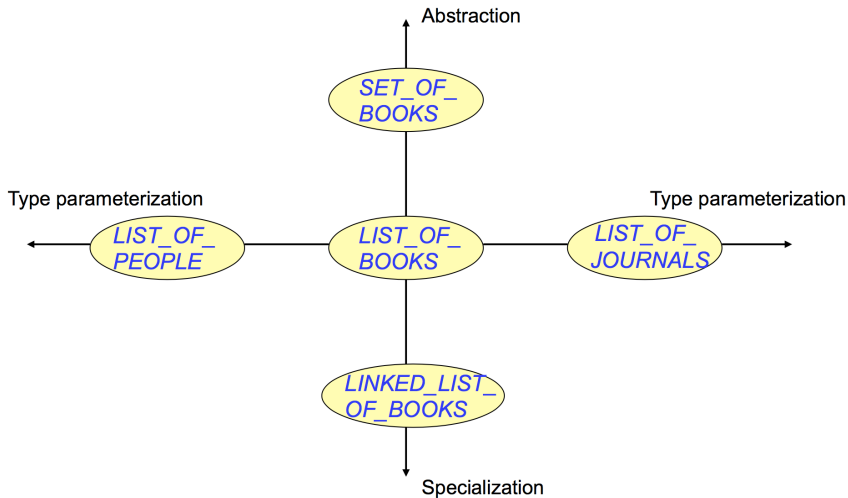 Abstraction
SET_OF_
BOOKS
Type parameterization
Type parameterization
LIST_OF_
PEOPLE
LIST_OF_
BOOKS
LIST_OF_
JOURNALS
LINKED_LIST_
OF_BOOKS
Specialization